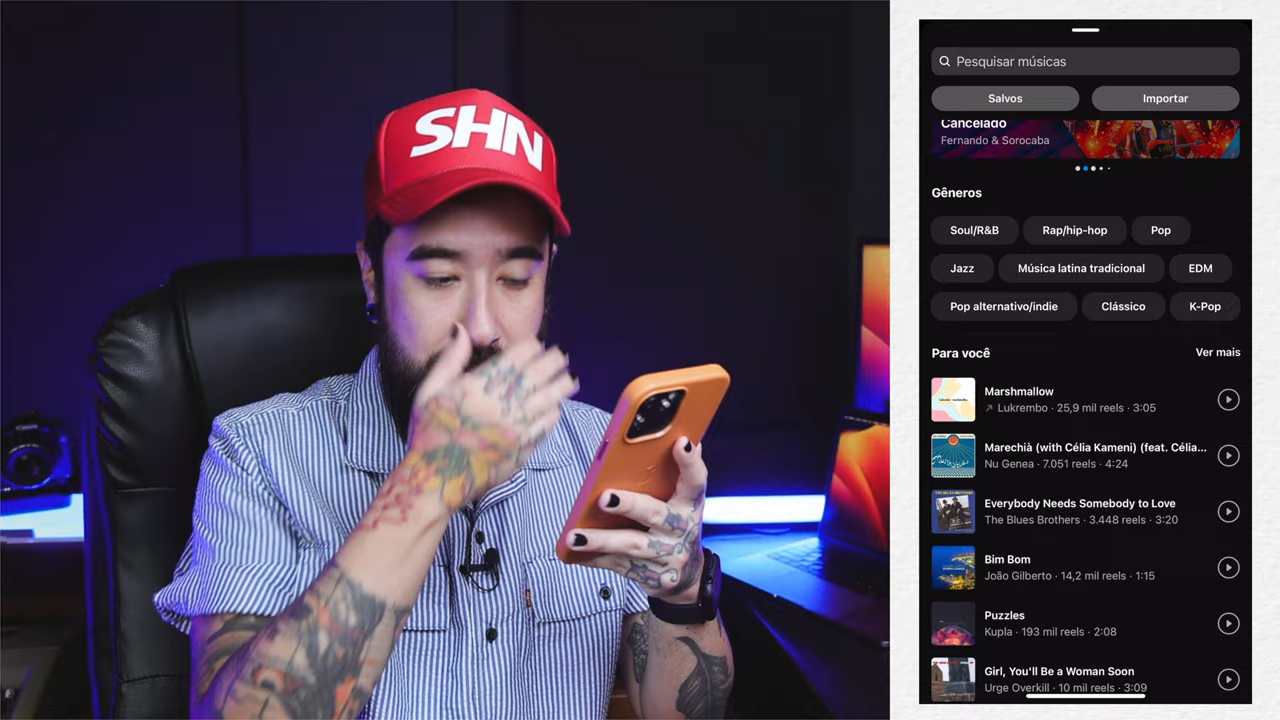 SHN
Pesquisar músicas
Salvos
Importar
Cancelado
Fernando & Sorocaba
Gêneros
Soul/R&B
Rap/hip-hop
Pop
Jazz
Música latina tradicional
EDM
Pop alternativo/indie
Clássico
K-Pop
Para você
Ver mais
Marshmallow
Lukrembo · 25,9 mil reels · 3:05
Marechià (with Célia Kameni) (feat. Célia...
Nu Genea · 7.051 reels · 4:24
Everybody Needs Somebody to Love
The Blues Brothers · 3.448 reels · 3:20
Bim Bom
João Gilberto · 14,2 mil reels · 1:15
Puzzles
Kupla · 193 mil reels · 2:08
Girl, You'll Be a Woman Soon
Urge Overkill · 10 mil reels · 3:09